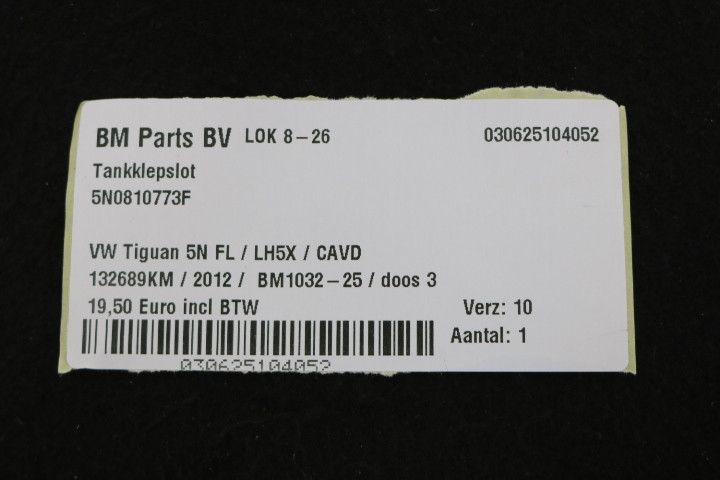 BM Parts BV LOK 8-26 030625104052
Tankklepslot
5N0810773F
VW Tiguan 5N FL / LH5X / CAVD
132689KM / 2012 / BM1032-25 / doos 3
19,50 Euro incl BTW Verz: 10
Aantal: 1
030625104052